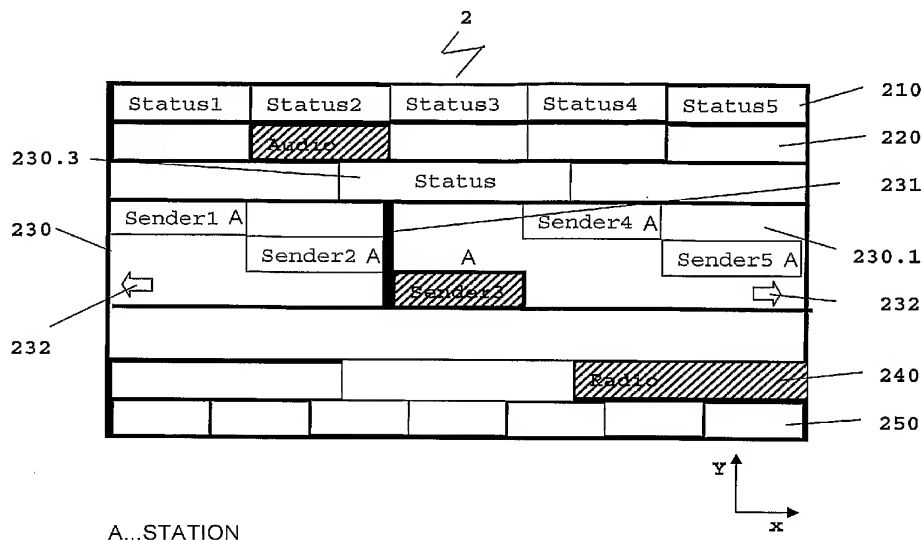 2
Status1 Status2 Status3 Status4 Status5 210
Audio 220
230.3 Status 231
230 Sender1 A Sender4 A
Sender2 A A Sender5 A 230.1
Sender3
232 232
Radio 240
250
Y
x
A...STATION